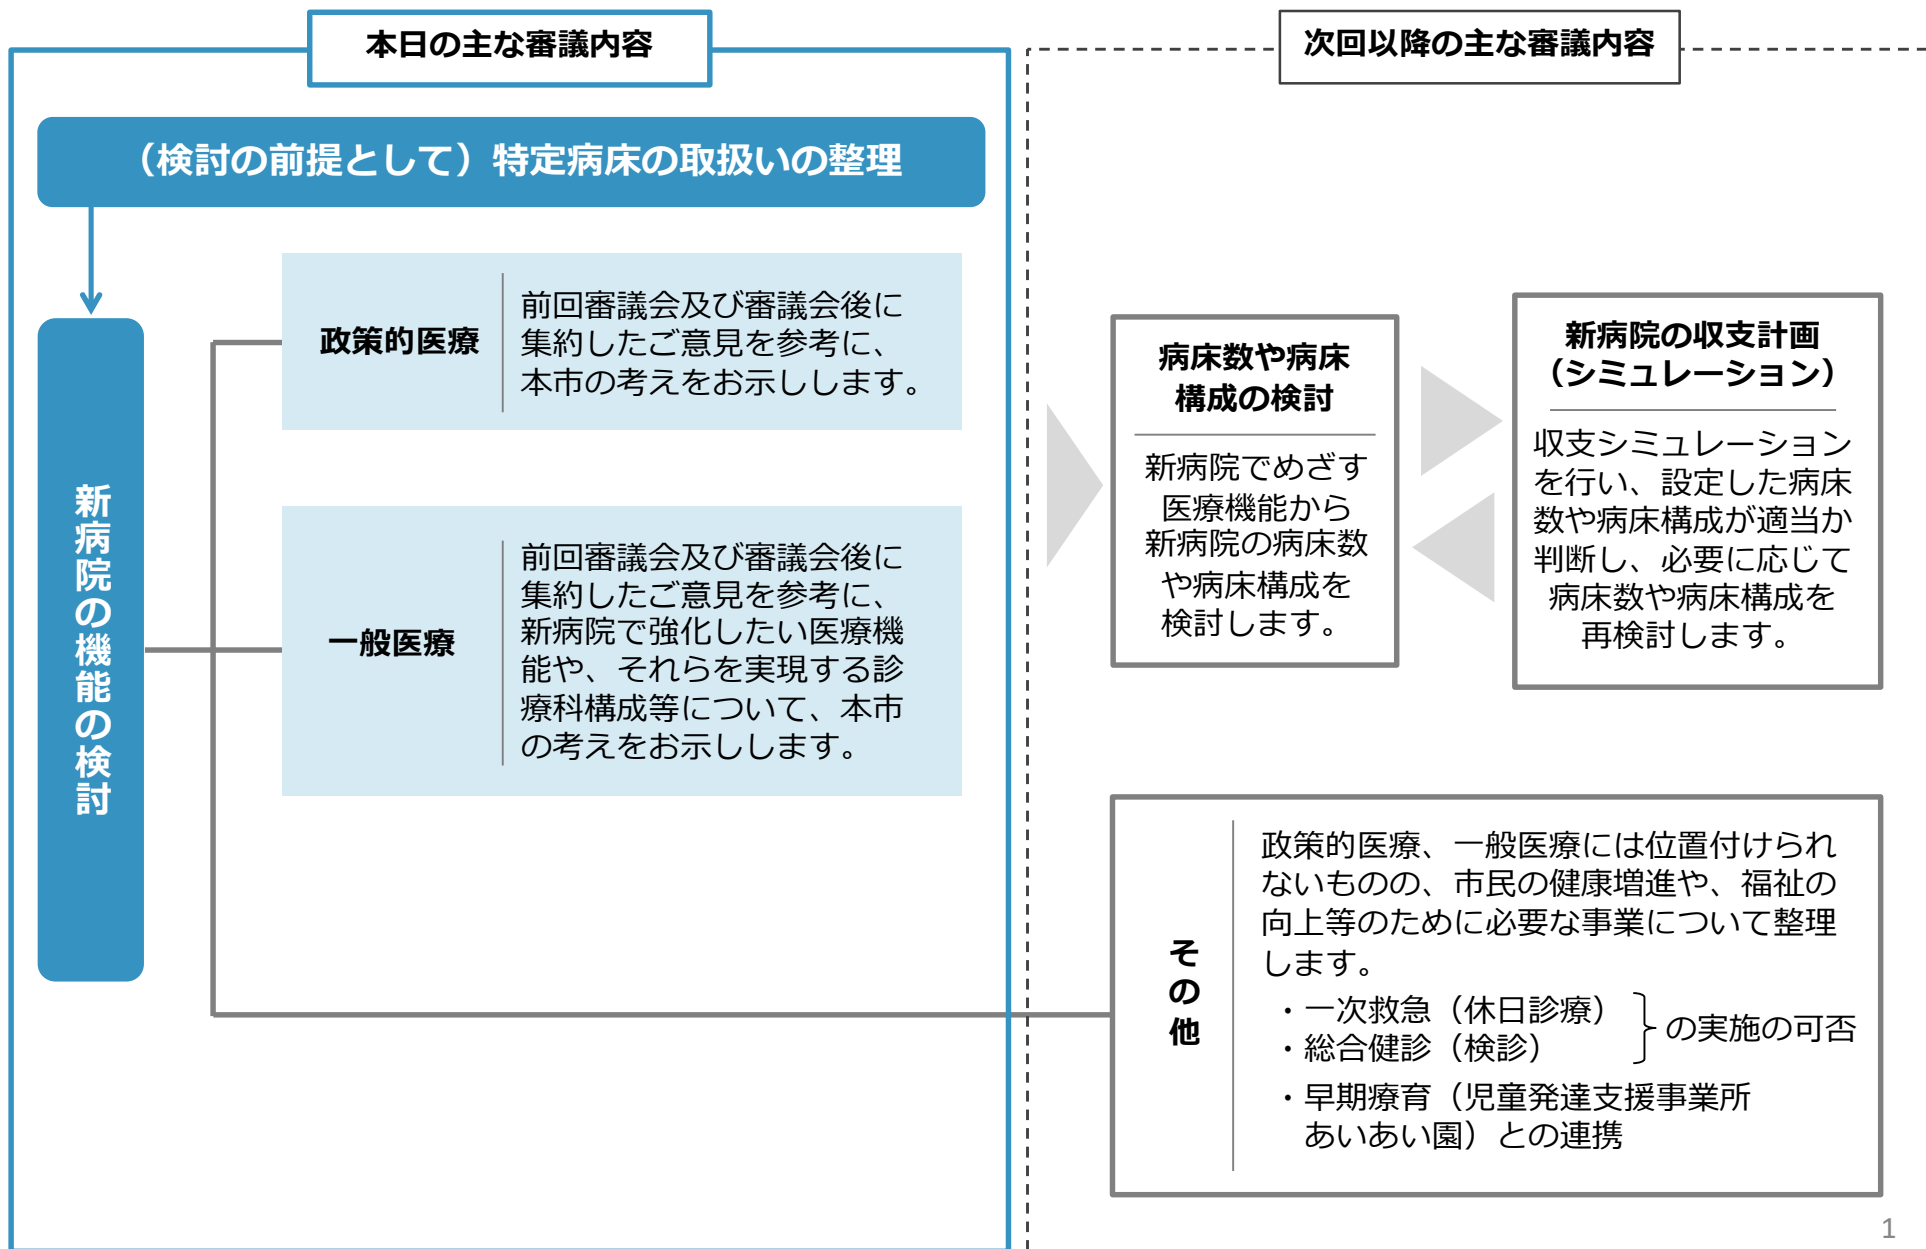 本日の主な審議内容
（検討の前提として）特定病床の取扱いの整理
新病院の機能の検討
政策的医療
前回審議会及び審議会後に
集約したご意見を参考に、
本市の考えをお示しします。
一般医療
前回審議会及び審議会後に
集約したご意見を参考に、
新病院で強化したい医療機
能や、それらを実現する診
療科構成等について、本市
の考えをお示しします。
次回以降の主な審議内容
病床数や病床
構成の検討
新病院でめざす
医療機能から
新病院の病床数
や病床構成を
検討します。
新病院の収支計画
（シミュレーション）
収支シミュレーション
を行い、設定した病床
数や病床構成が適当か
判断し、必要に応じて
病床数や病床構成を
再検討します。
その他
政策的医療、一般医療には位置付けられ
ないものの、市民の健康増進や、福祉の
向上等のために必要な事業について整理
します。
・一次救急（休日診療）
・総合健診（検診）
の実施の可否
・早期療育（児童発達支援事業所
あいあい園）との連携
1